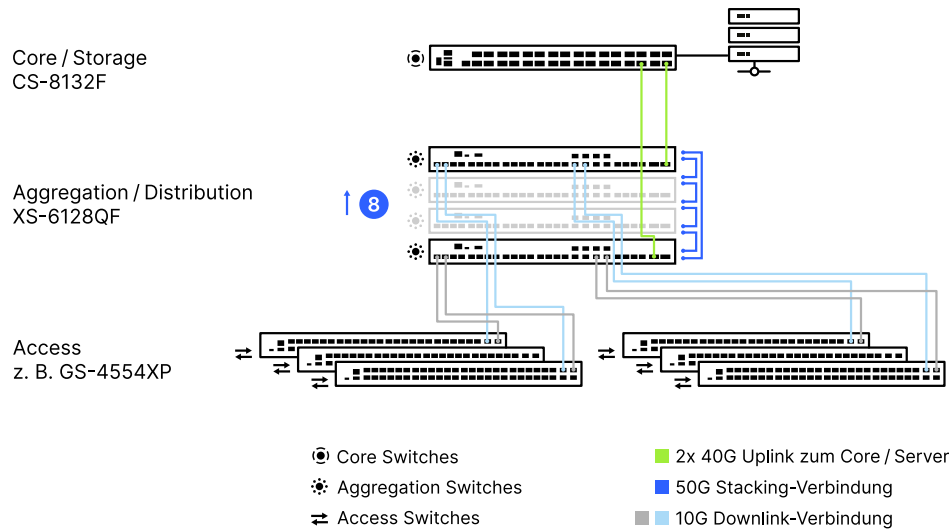 Core / Storage
CS-8132F
Aggregation / Distribution
XS-6128QF
8
Access
z. B. GS-4554XP
Core Switches
Aggregation Switches
Access Switches
2x 40G Uplink zum Core / Server
50G Stacking-Verbindung
10G Downlink-Verbindung